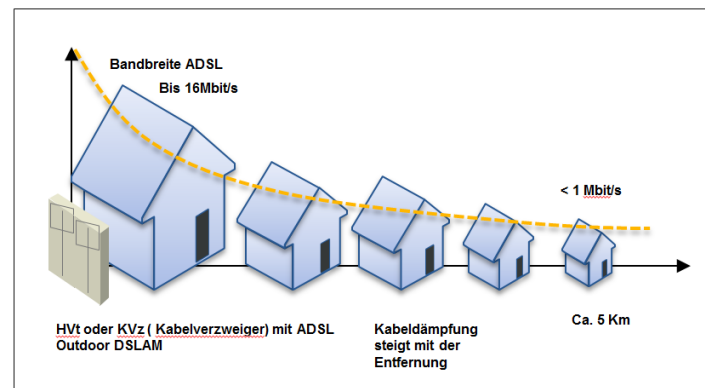 Bandbreite ADSL
Bis 16Mbit/s
< 1 Mbit/s
HVt oder KVz ( Kabelverzweiger) mit ADSL
Outdoor DSLAM
Kabeldämpfung
steigt mit der
Entfernung
Ca. 5 Km